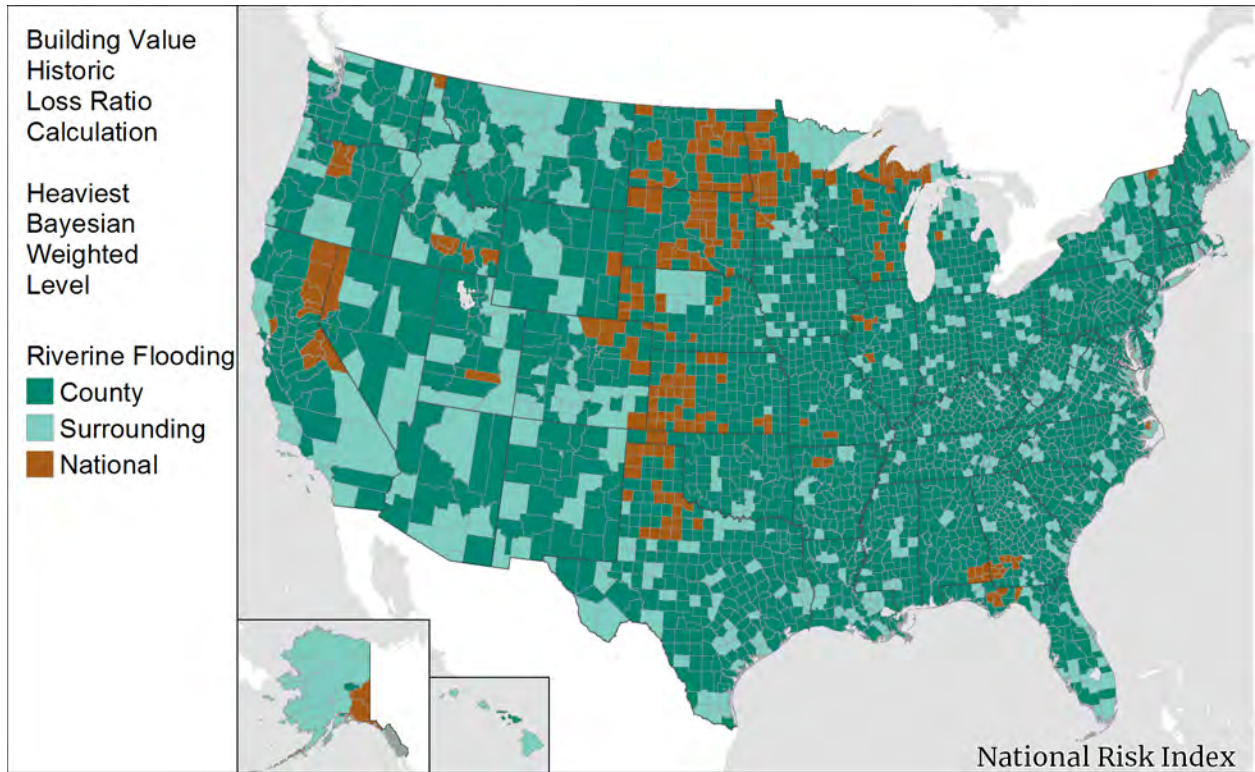 Building Value
Historic
Loss Ratio
Calculation
Heaviest
Bayesian
Weighted
Level
Riverine Flooding
County
Surrounding
National
National Risk Index